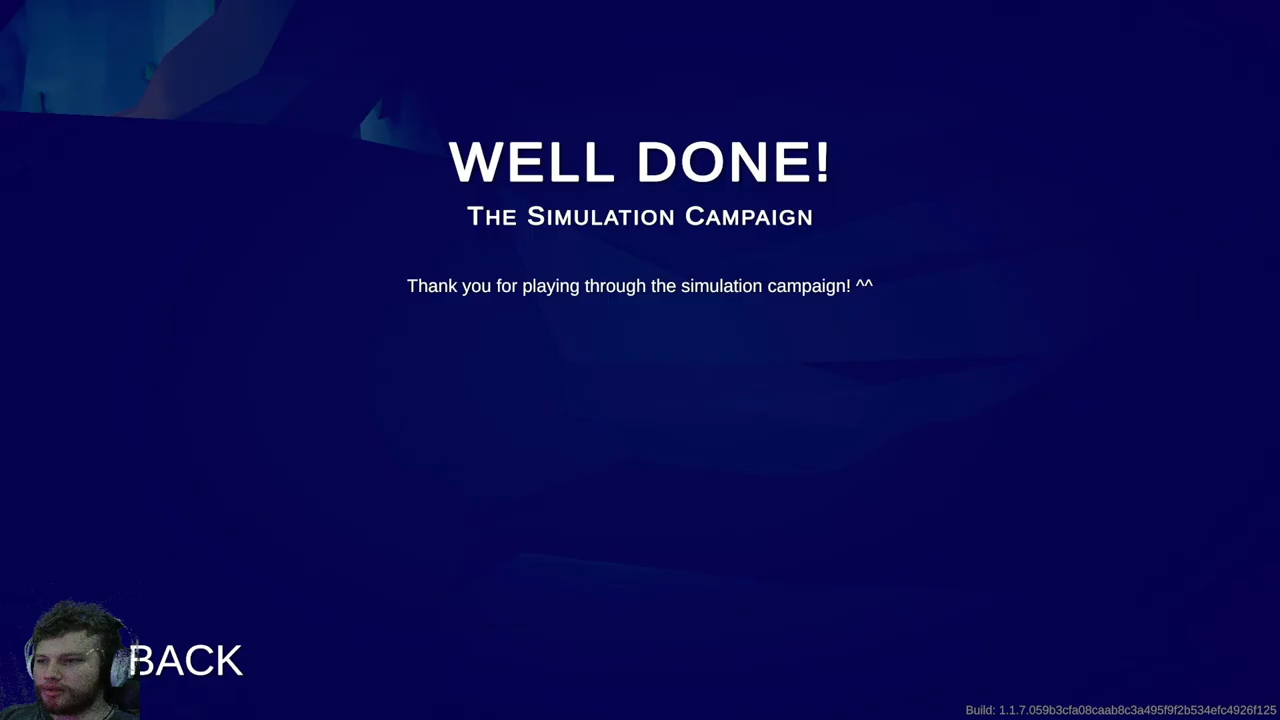 WELL DONE!
The Simulation Campaign
Thank you for playing through the simulation campaign! ^^
BACK
Build: 1.1.7.059b3cfa08caab8c3a495f9f2b534efc4926f125